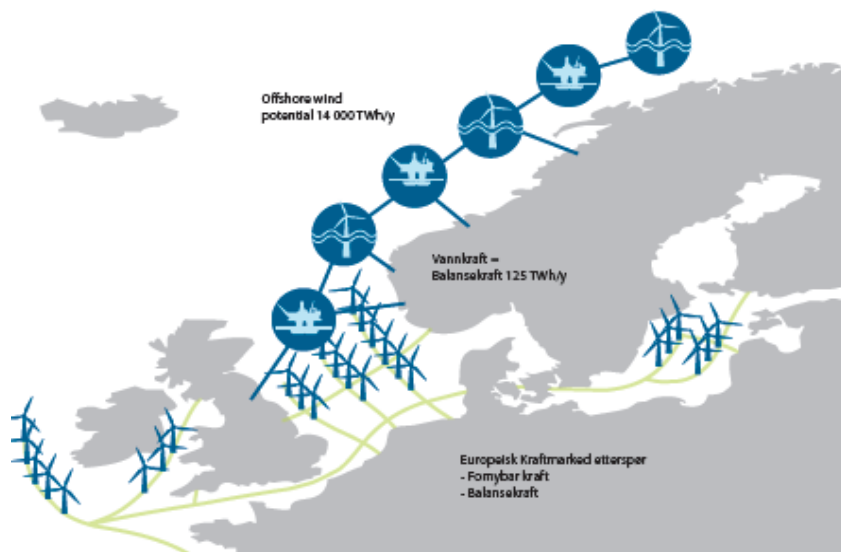 Offshore wind
potential 14 000 TWh/y
Vannkraft =
Balansekraft 125 TWh/y
Europeisk Kraftmarked etterspør
- Fornybar kraft
- Balansekraft